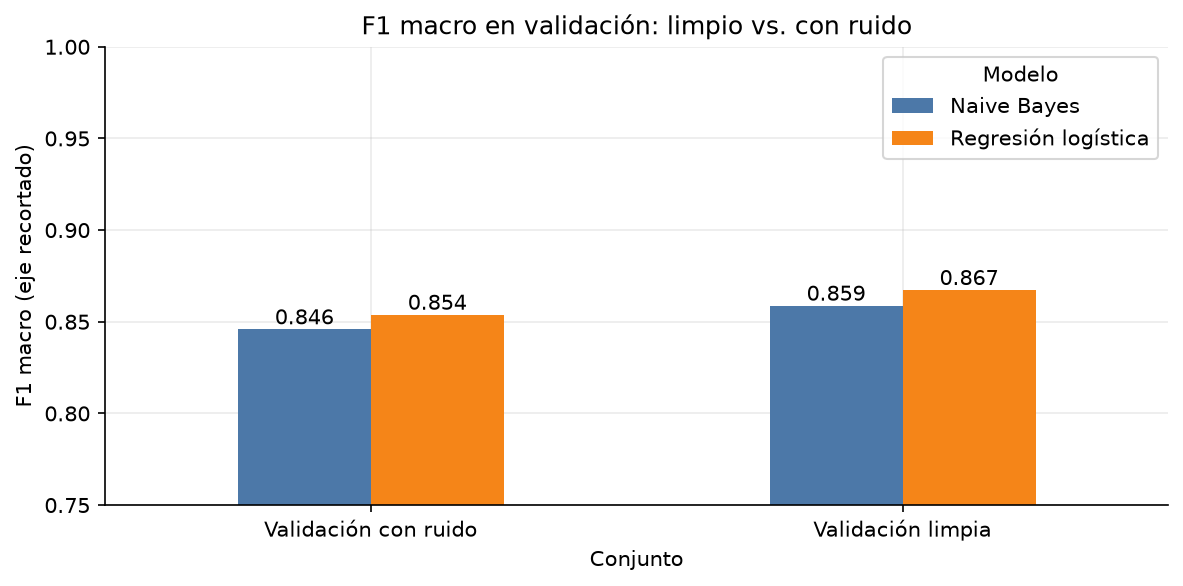 F1 macro en validación: limpio vs. con ruido
Modelo
Naive Bayes
Regresión logística
F1 macro (eje recortado)
1.00
0.95
0.90
0.85
0.80
0.75
0.846
0.854
0.859
0.867
Validación con ruido
Validación limpia
Conjunto